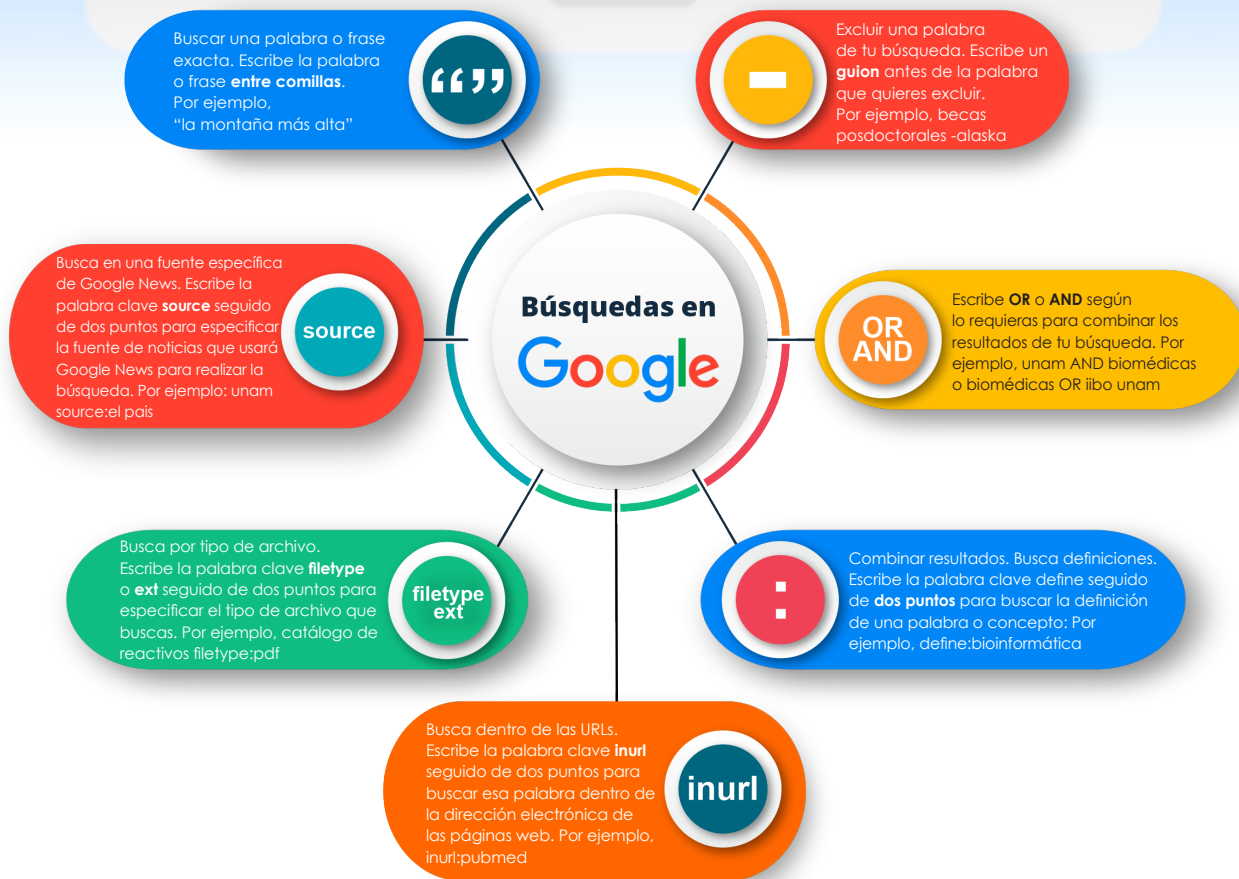 Buscar una palabra o frase
exacta. Escribe la palabra
o frase entre comillas.
Por ejemplo,
“la montaña más alta”
“”
Excluir una palabra
de tu búsqueda. Escribe un
guion antes de la palabra
que quieres excluir.
Por ejemplo, becas
posdoctorales -alaska
-
Búsquedas en
Google
Busca en una fuente específica
de Google News. Escribe la
palabra clave source seguido
de dos puntos para especificar
la fuente de noticias que usará
Google News para realizar la
búsqueda. Por ejemplo: unam
source:el pais
source
OR
AND
Escribe OR o AND según
lo requieras para combinar los
resultados de tu búsqueda. Por
ejemplo, unam AND biomédicas
o biomédicas OR iibo unam
Busca por tipo de archivo.
Escribe la palabra clave filetype
o ext seguido de dos puntos para
especificar el tipo de archivo que
buscas. Por ejemplo, catálogo de
reactivos filetype:pdf
filetype
ext
:
Combinar resultados. Busca definiciones.
Escribe la palabra clave define seguido
de dos puntos para buscar la definición
de una palabra o concepto: Por
ejemplo, define:bioinformática
Busca dentro de las URLs.
Escribe la palabra clave inurl
seguido de dos puntos para
buscar esa palabra dentro de
la dirección electrónica de
las páginas web. Por ejemplo,
inurl:pubmed
inurl